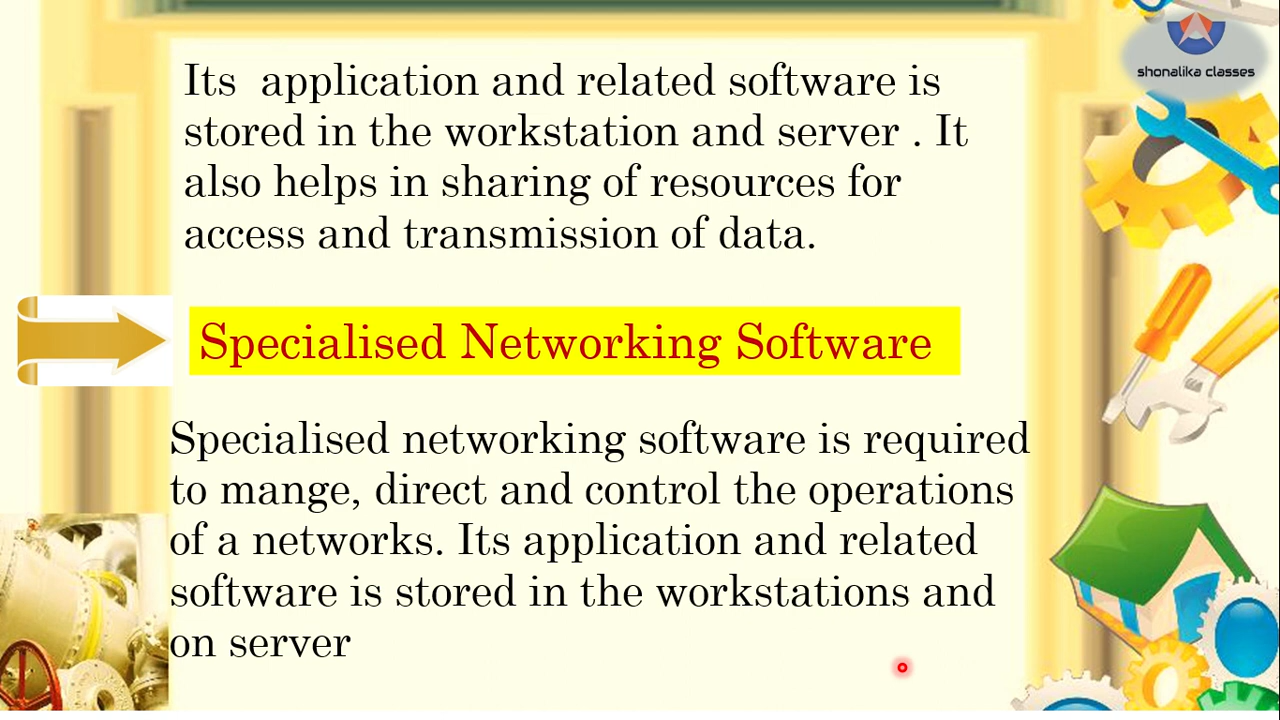 shonalika classes
Its application and related software is
stored in the workstation and server . It
also helps in sharing of resources for
access and transmission of data.
Specialised Networking Software
Specialised networking software is required
to mange, direct and control the operations
of a networks. Its application and related
software is stored in the workstations and
on server